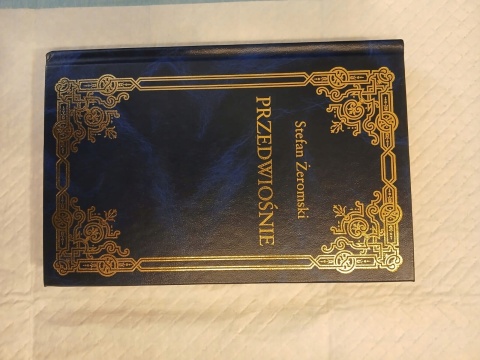 Stefan Żeromski
PRZEDWIOŚNIE